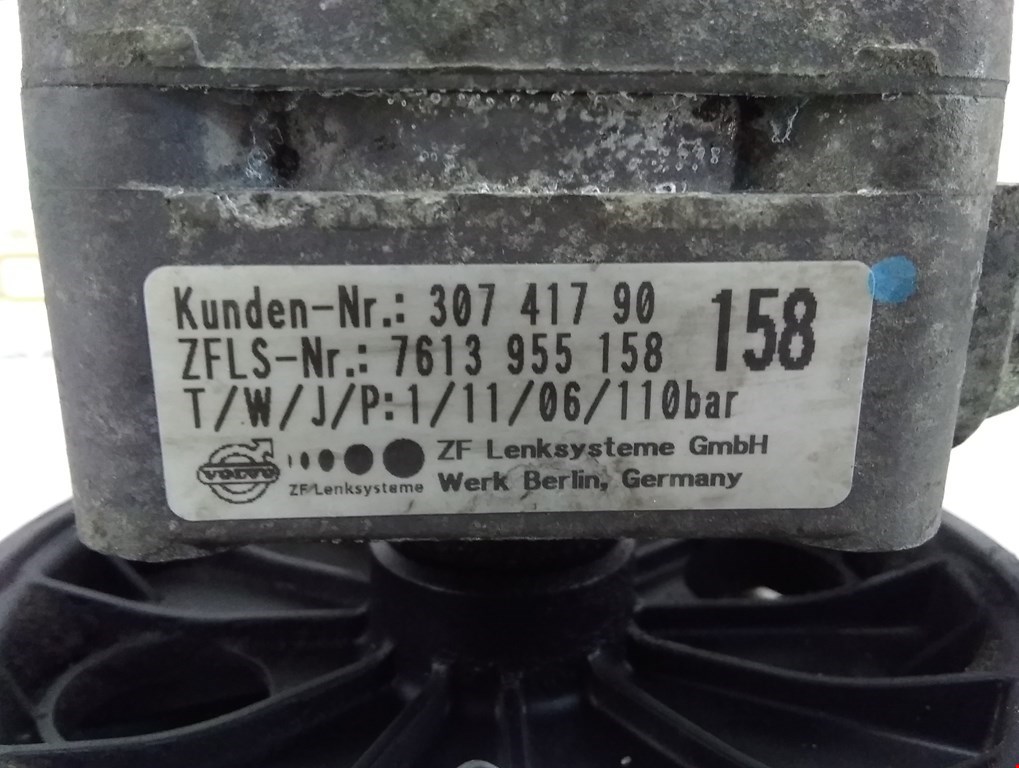 Kunden-Nr.: 307 417 90
158
ZFLS-Nr.: 7613 955 158
T/W/J/P:1/11/06/110bar
VOLVO
ZF Lenksysteme
ZF Lenksysteme GmbH
Werk Berlin, Germany